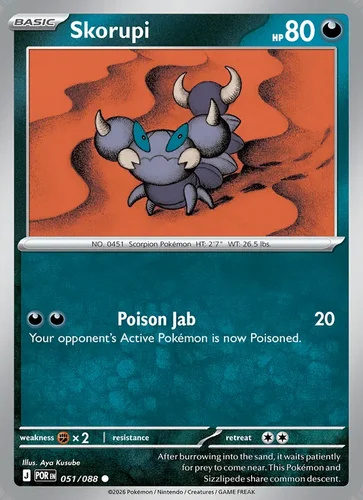 BASIC Skorupi HP 80
NO. 0451 Scorpion Pokémon HT: 2'7" WT: 26.5 lbs.
Poison Jab 20
Your opponent's Active Pokémon is now Poisoned.
weakness ×2 resistance retreat
Illus. Aya Kusube
J POR EN 051/088
After burrowing into the sand, it waits patiently
for prey to come near. This Pokémon and
Sizzlipede share common descent.
©2026 Pokémon / Nintendo / Creatures / GAME FREAK